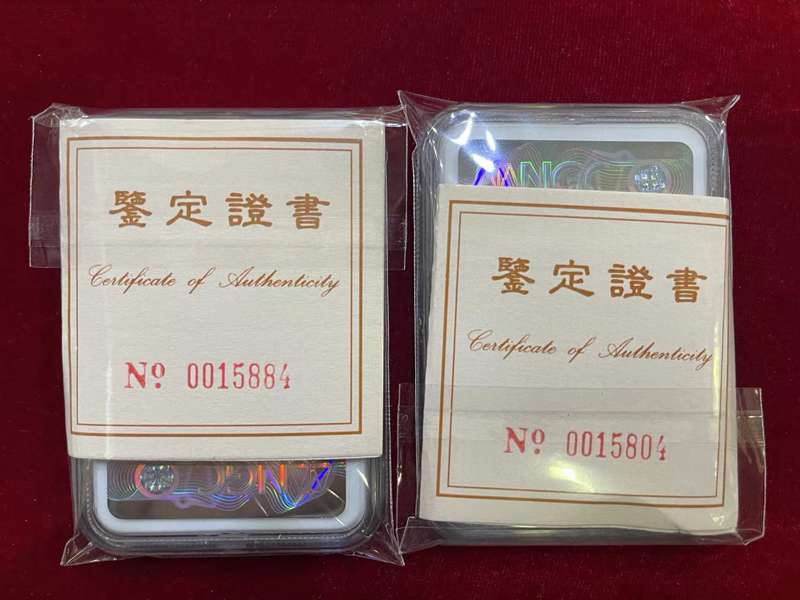 鑒定證書
Certificate of Authenticity
Nº 0015884
鑒定證書
Certificate of Authenticity
Nº 0015804